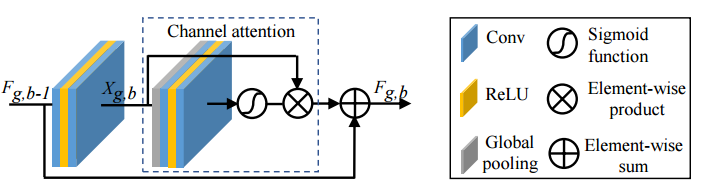 Channel attention
F_{g,b-1}
X_{g,b}
F_{g,b}
Conv
Sigmoid
function
ReLU
Element-wise
product
Global
pooling
Element-wise
sum